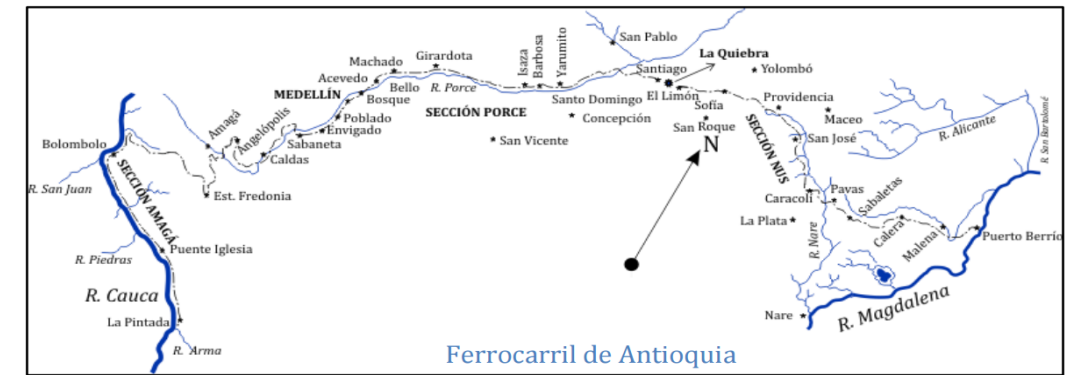 San Pablo
Girardota
Machado
Isaza
Barbosa
Yarumito
Santiago
La Quiebra
Yolombó
Acevedo
Bello
R. Porce
MEDELLÍN
Bosque
SECCIÓN PORCE
Santo Domingo
El Limón
Sofía
Providencia
Poblado
Concepción
Maceo
Amagá
Angelópolis
Envigado
San Roque
R. Alicante
R. San Bartolomé
Bolombolo
Sabaneta
San Vicente
N
SECCIÓN NUS
San José
Caldas
R. San Juan
SECCIÓN AMAGÁ
Est. Fredonia
Caracolí
Pavas
Sabaletas
La Plata
R. Nare
Calera
Malena
Puerto Berrío
Puente Iglesia
R. Piedras
R. Cauca
La Pintada
Nare
R. Magdalena
R. Arma
Ferrocarril de Antioquia